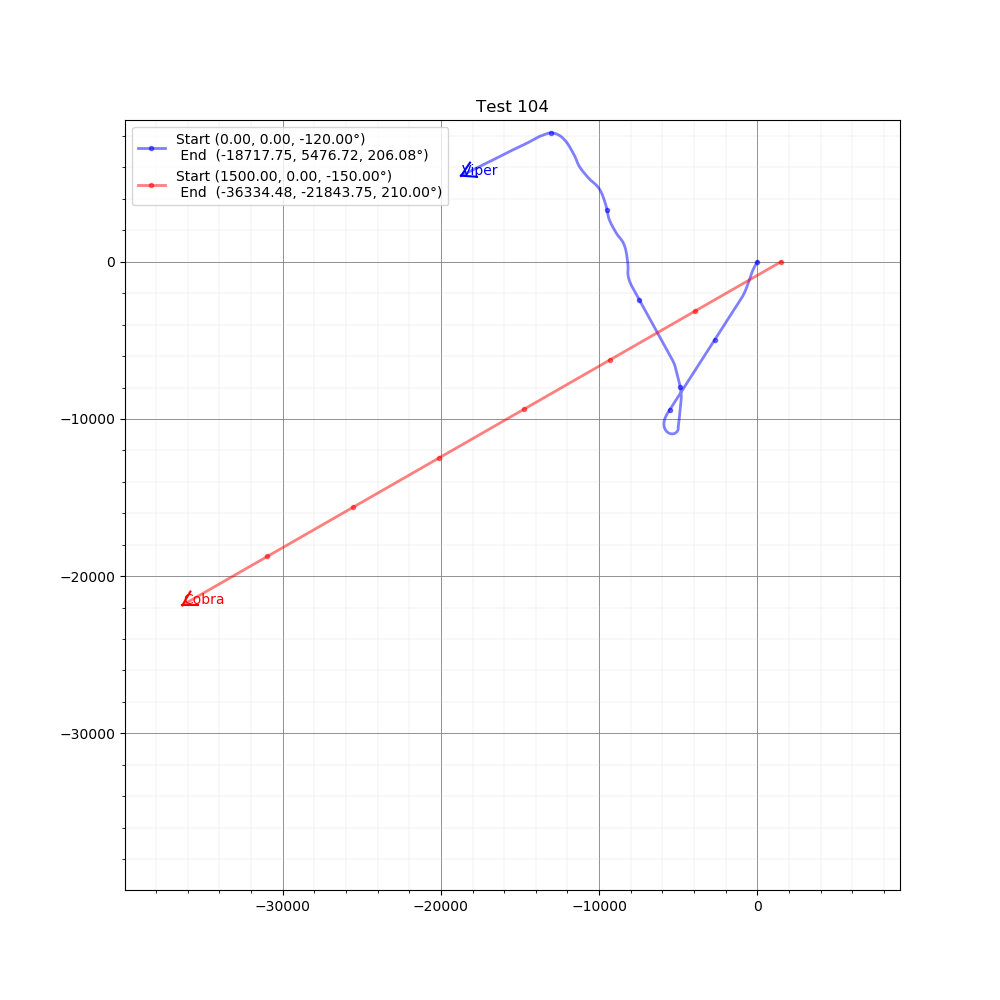 Test 104
Start (0.00, 0.00, -120.00°)
End (-18717.75, 5476.72, 206.08°)
Start (1500.00, 0.00, -150.00°)
End (-36334.48, -21843.75, 210.00°)
Viper
Cobra
0
−10000
−20000
−30000
−30000
−20000
−10000
0